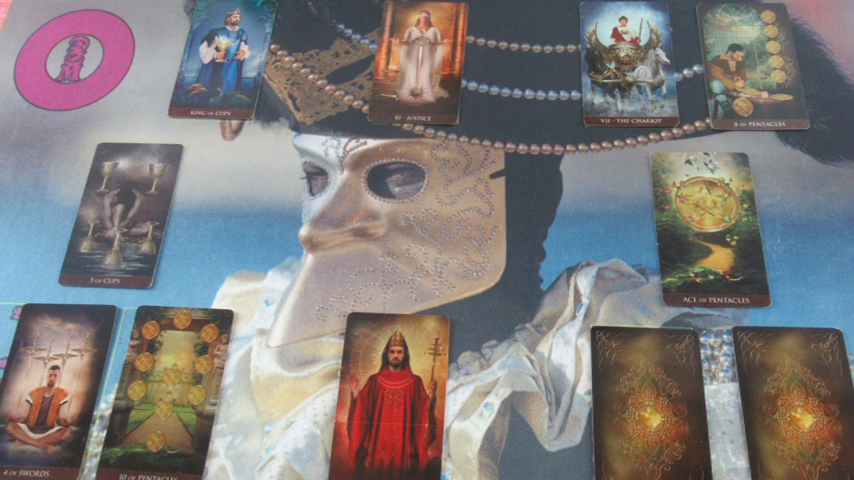 KING OF CUPS
XI · JUSTICE
VII · THE CHARIOT
8 OF PENTACLES
5 OF CUPS
ACE OF PENTACLES
4 OF SWORDS
10 OF PENTACLES